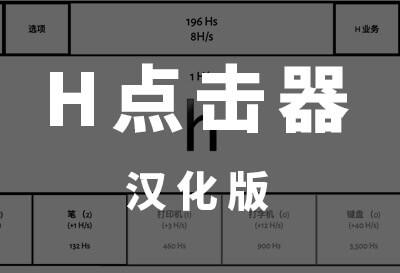 选项
196 Hs
8H/s
H 业务
H点击器
h
汉化版
笔 （2） 打印机 (1) 打字机 （0） 键盘 （0）
(+1 H/s) (+3 H/s) (+12 H/s) (+40 H/s)
132 Hs 460 Hs 900 Hs 3,500 Hs